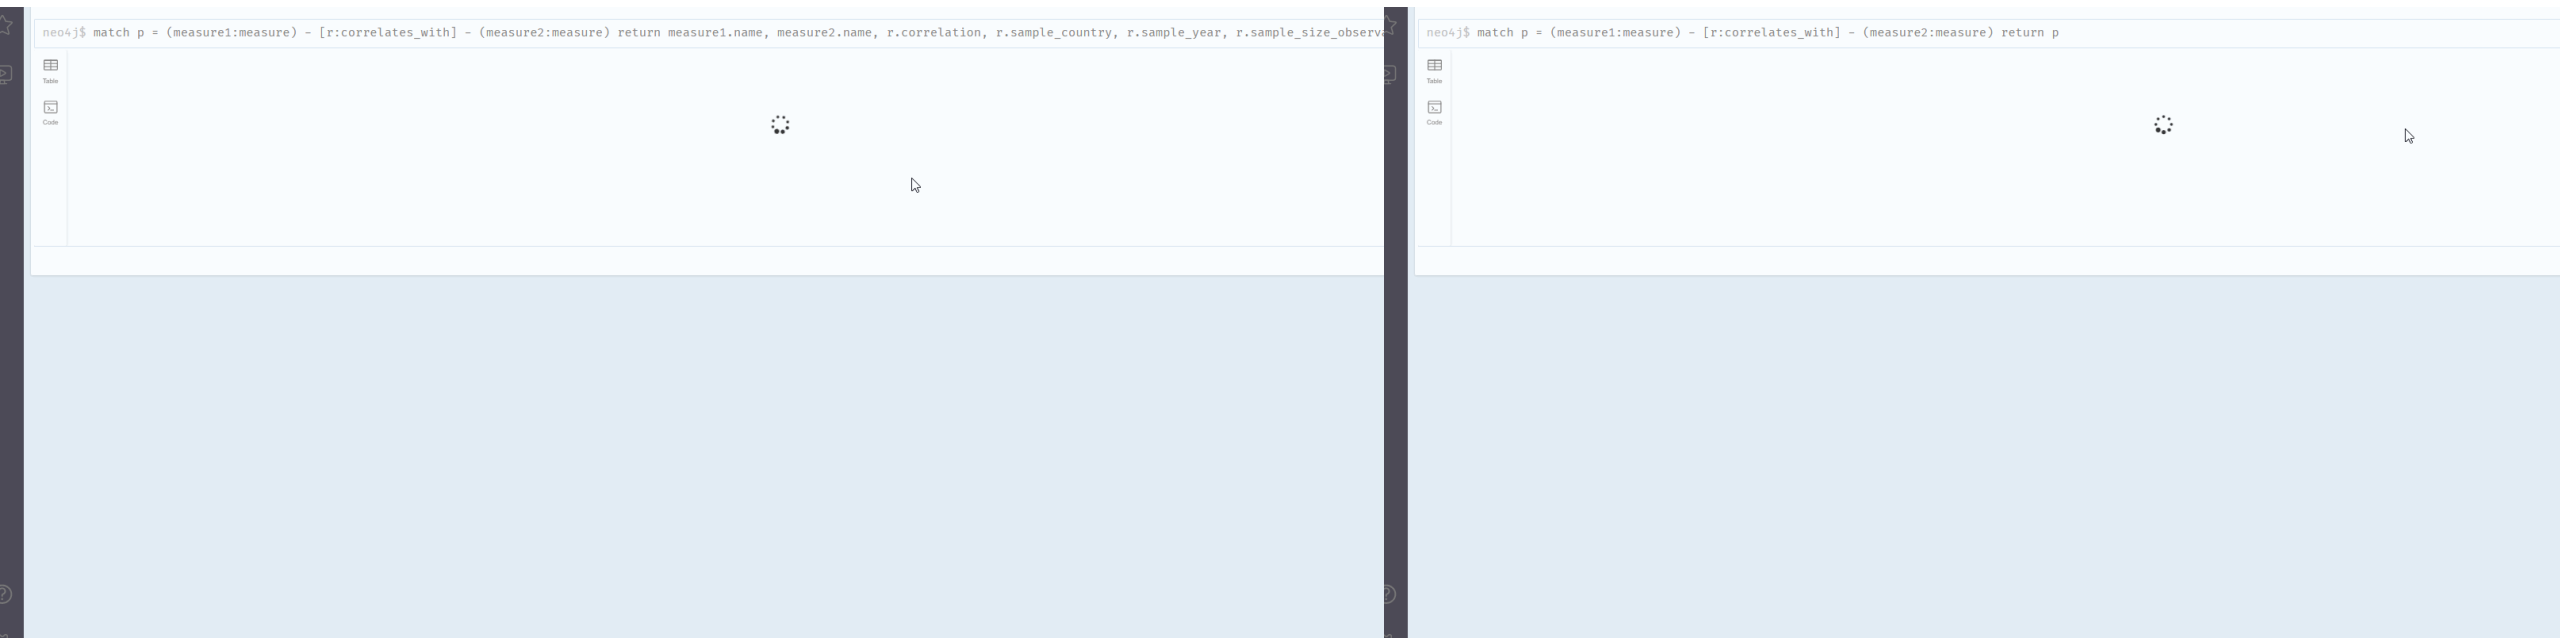 neo4j$ match p = (measure1:measure) - [r:correlates_with] - (measure2:measure) return measure1.name, measure2.name, r.correlation, r.sample_country, r.sample_year, r.sample_size_observa
Table
Code
neo4j$ match p = (measure1:measure) - [r:correlates_with] - (measure2:measure) return p
Table
Code